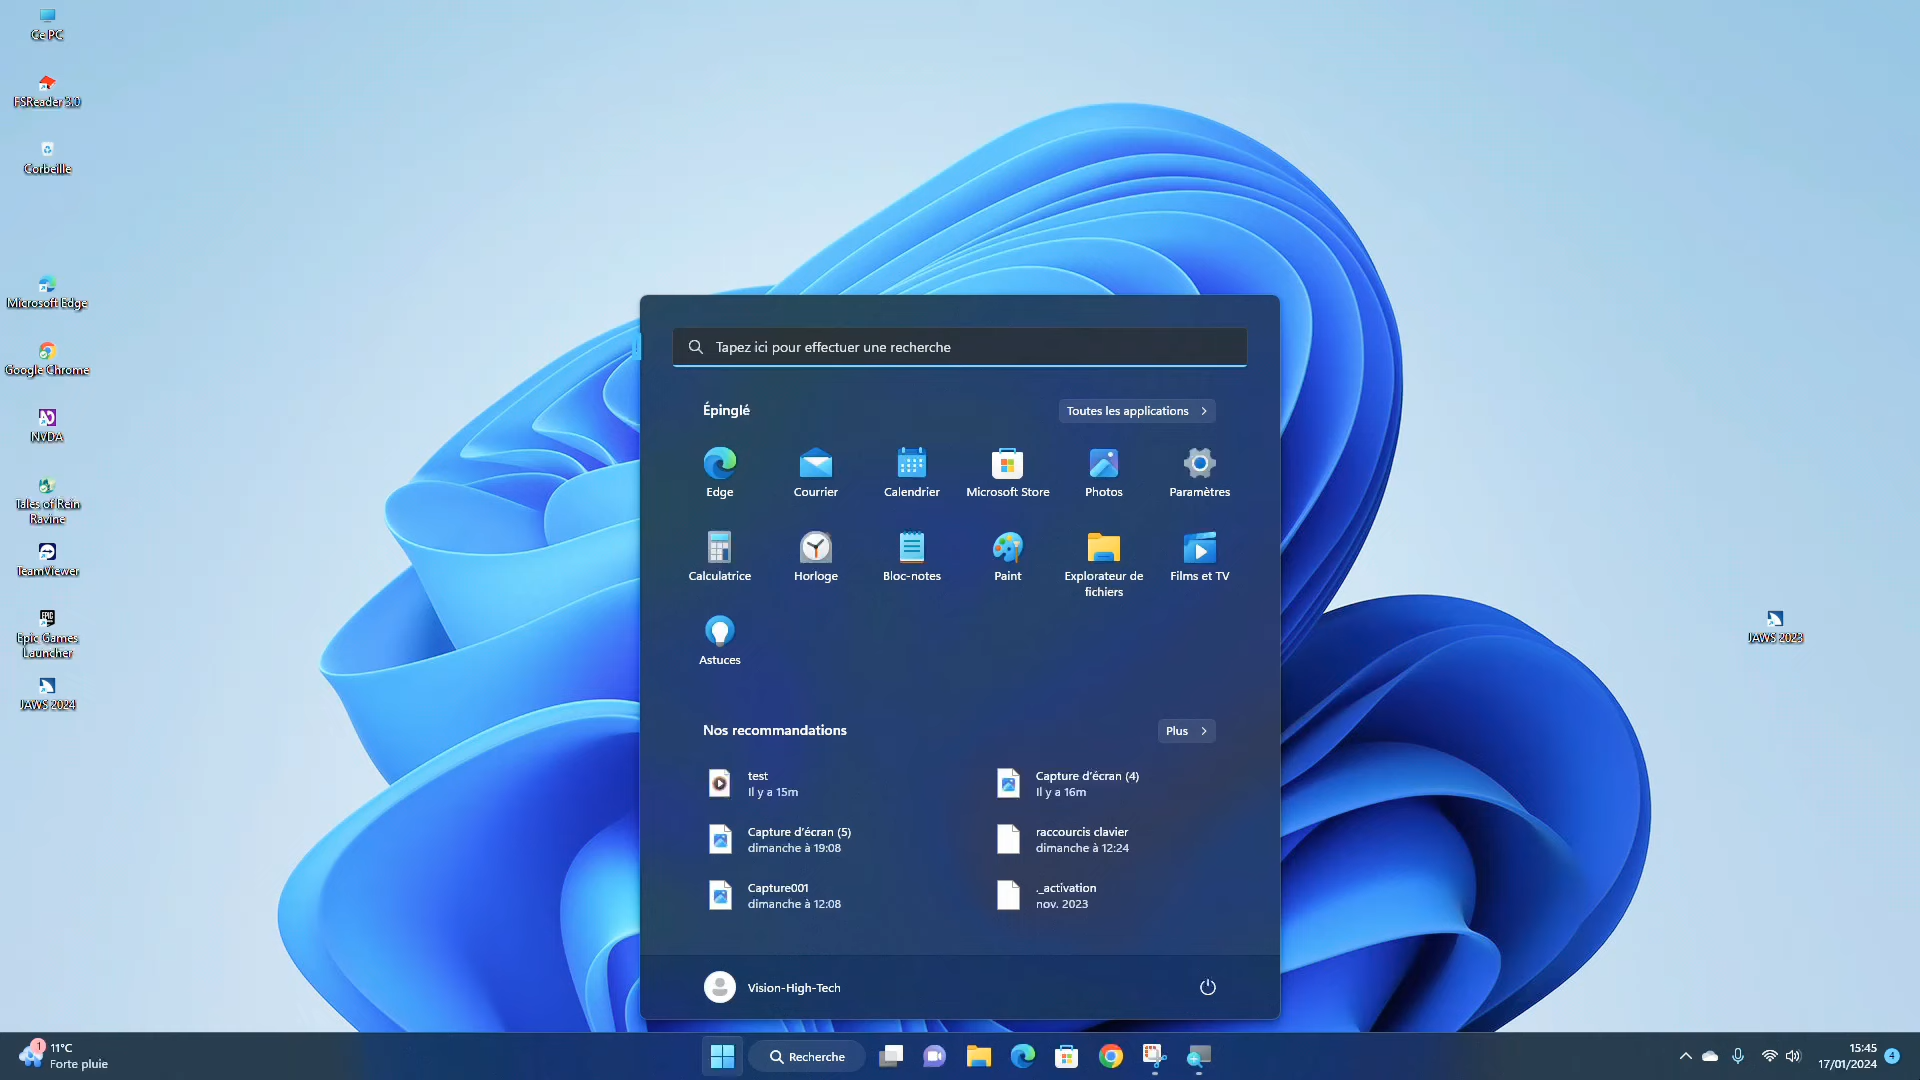 Ce PC
FSReader 3.0
Corbeille
Microsoft Edge
Google Chrome
NVDA
Tales of Rein
Ravine
TeamViewer
EPIC
Epic Games
Launcher
JAWS 2024
Tapez ici pour effectuer une recherche
Épinglé
Toutes les applications
Edge
Courrier
Calendrier
Microsoft Store
Photos
Paramètres
Calculatrice
Horloge
Bloc-notes
Paint
Explorateur de
fichiers
Films et TV
Astuces
Nos recommandations
Plus
test
Il y a 15m
Capture d'écran (4)
Il y a 16m
Capture d'écran (5)
dimanche à 19:08
raccourcis clavier
dimanche à 12:24
Capture001
dimanche à 12:08
._activation
nov. 2023
Vision-High-Tech
JAWS 2023
1
11°C
Forte pluie
Recherche
15:45
17/01/2024
4